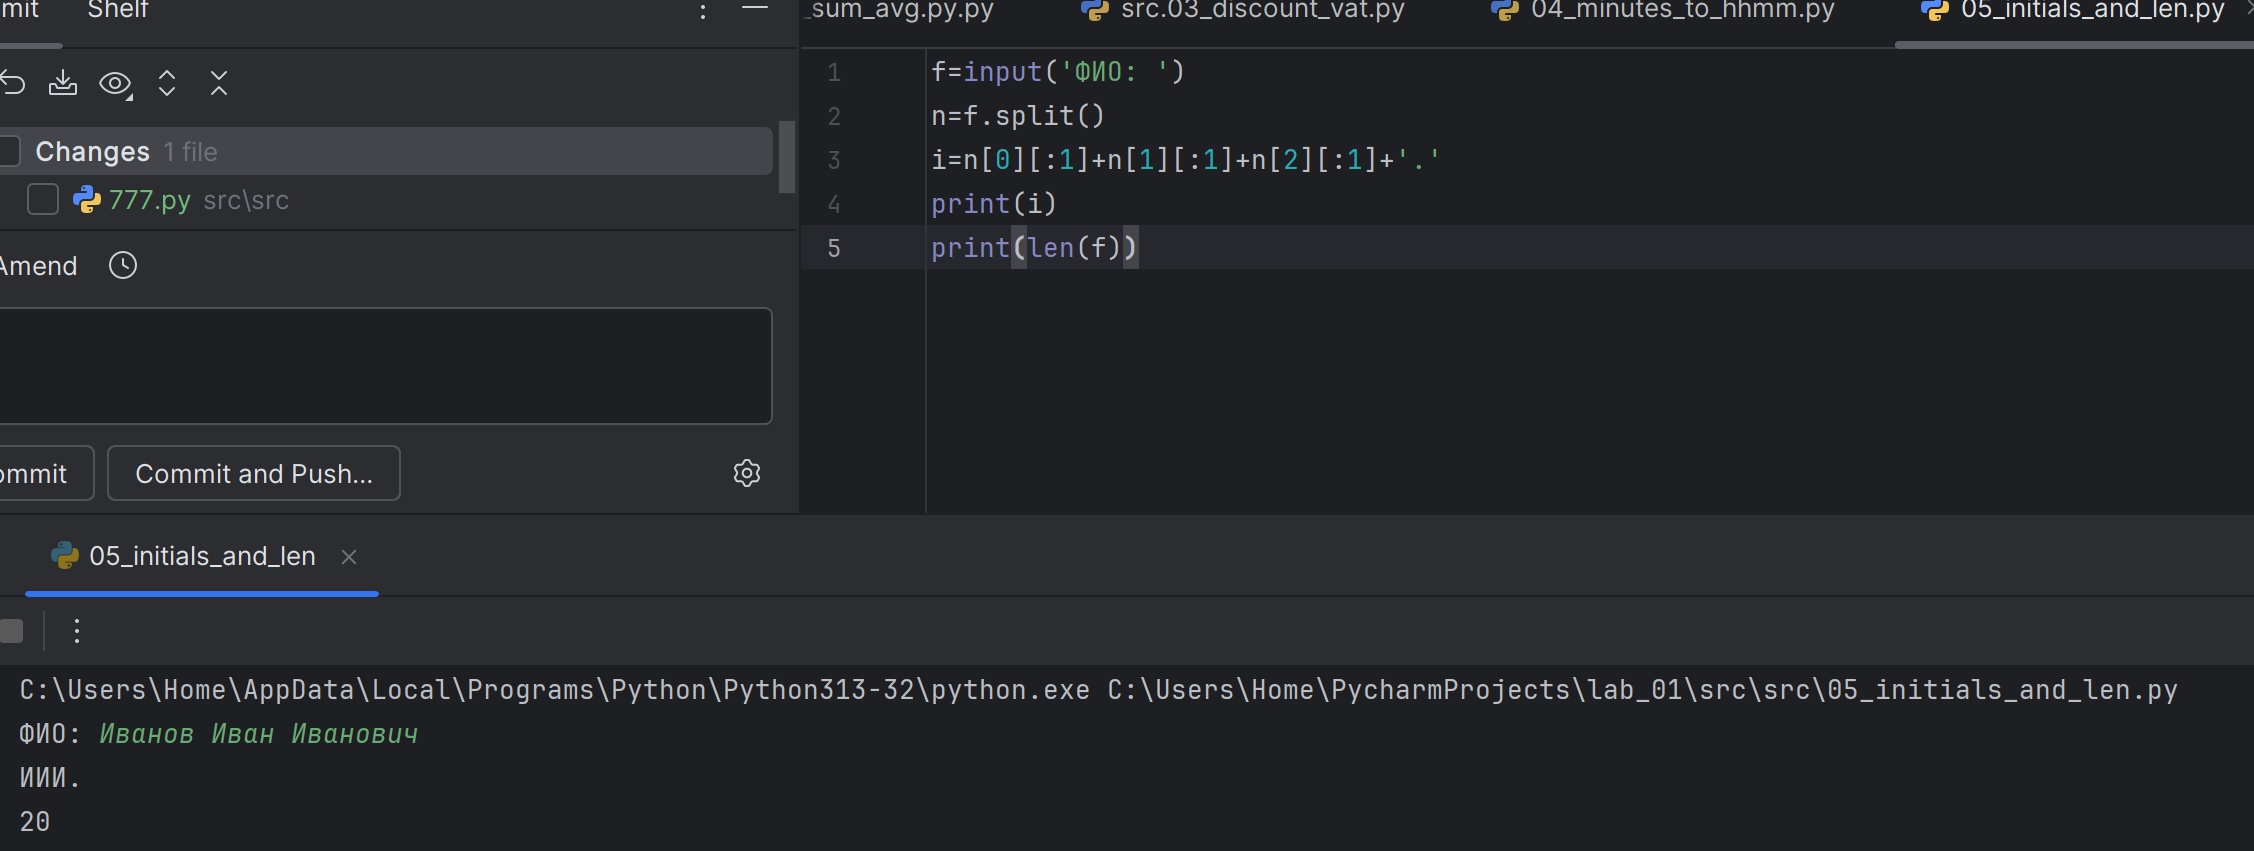 mit Shelf
_sum_avg.py.py src.03_discount_vat.py 04_minutes_to_hhmm.py 05_initials_and_len.py
Changes 1 file
777.py src\src
Amend
ommit Commit and Push...
1 f=input('ФИО: ')
2 n=f.split()
3 i=n[0][:1]+n[1][:1]+n[2][:1]+'.'
4 print(i)
5 print(len(f))
05_initials_and_len
C:\Users\Home\AppData\Local\Programs\Python\Python313-32\python.exe C:\Users\Home\PycharmProjects\lab_01\src\src\05_initials_and_len.py
ФИО: Иванов Иван Иванович
ИИИ.
20